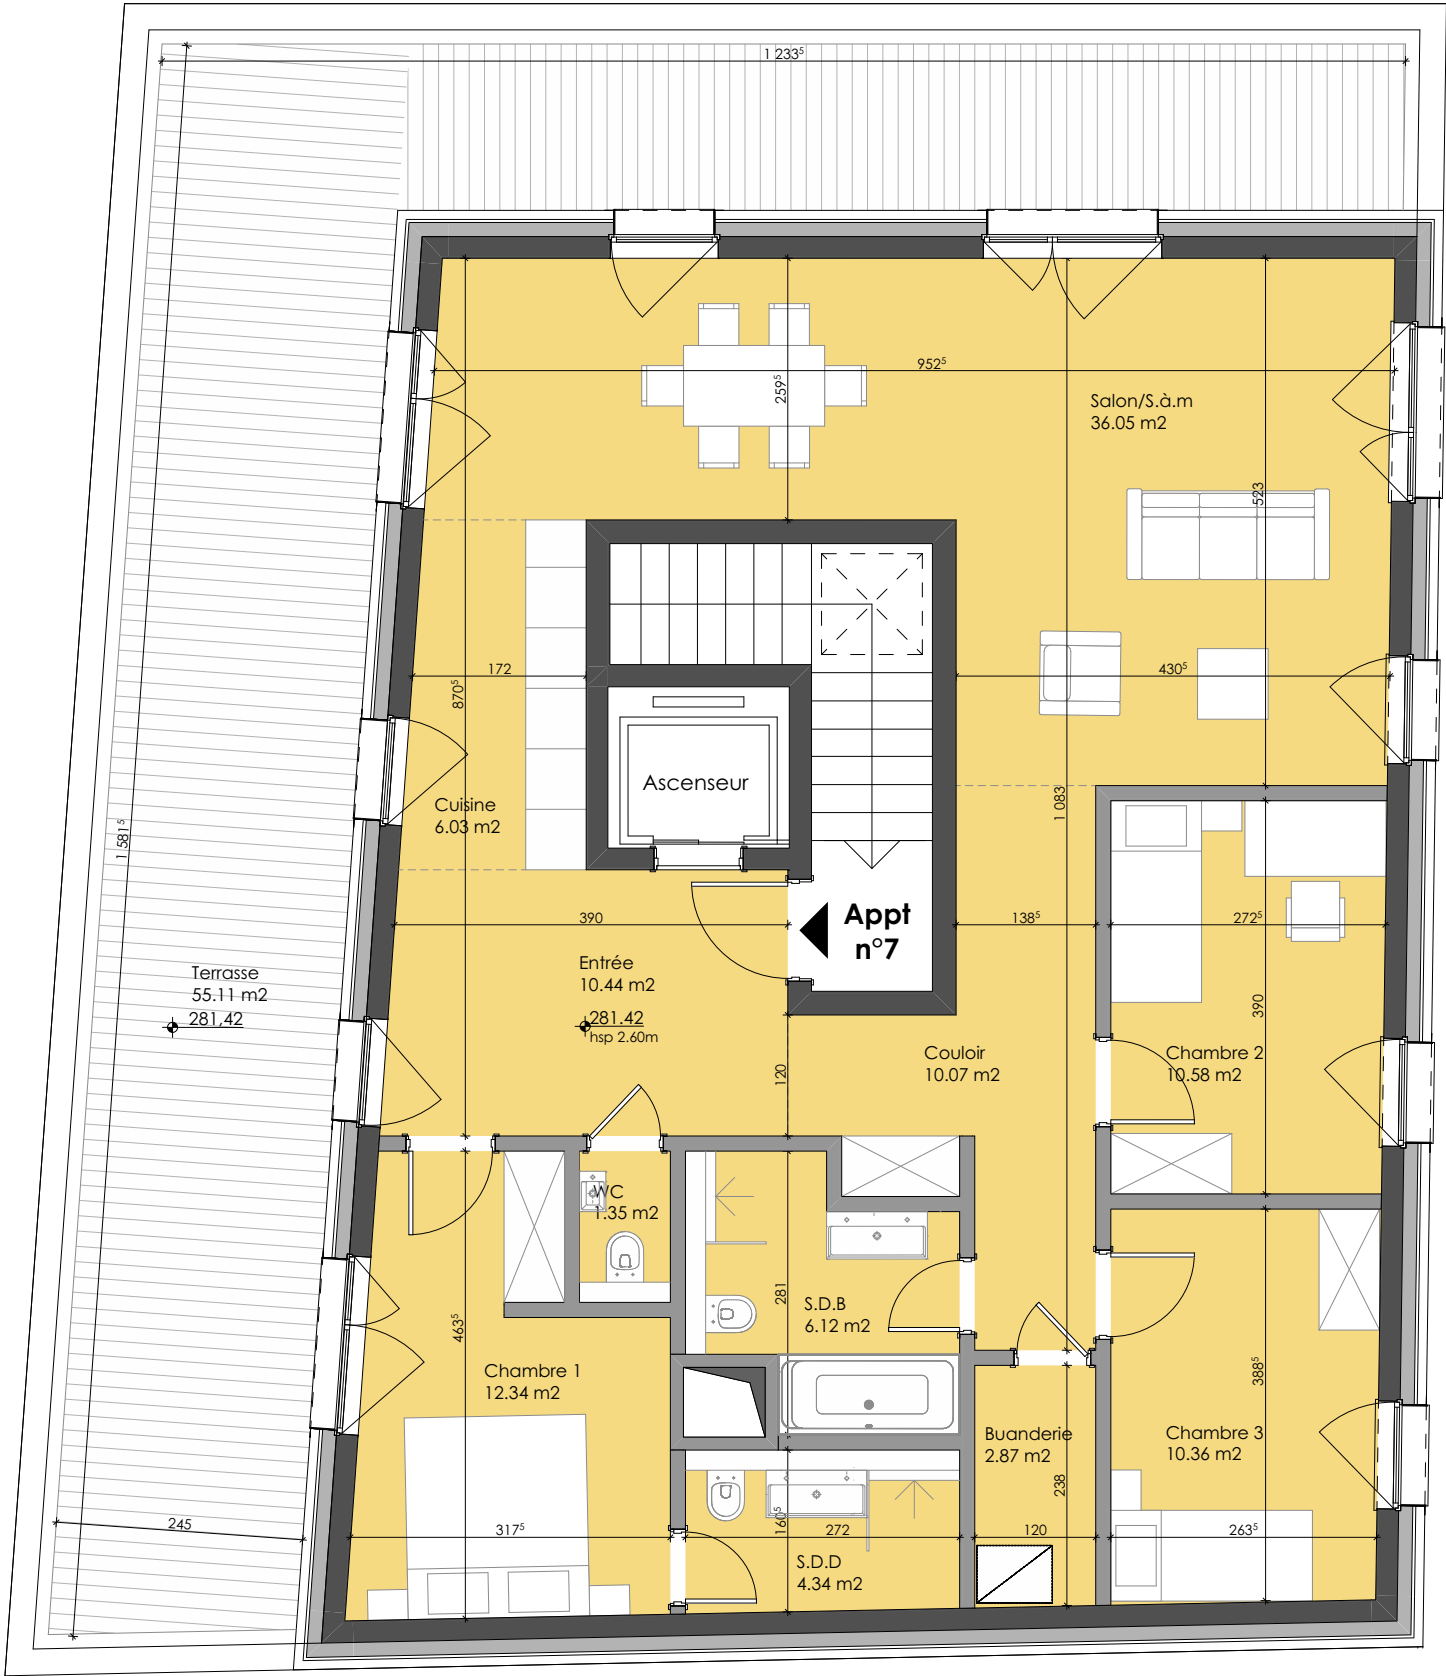 1 233⁵
952⁵
259⁵
Salon/S.à.m
36.05 m2
523
172
870⁵
430⁵
Ascenseur
Cuisine
6.03 m2
1 083
1 581⁵
390
Appt
n°7
138⁵
272⁵
Terrasse
55.11 m2
281,42
Entrée
10.44 m2
281.42
hsp 2.60m
390
Couloir
10.07 m2
Chambre 2
10.58 m2
120
WC
1.35 m2
281
S.D.B
6.12 m2
463⁵
Chambre 1
12.34 m2
388⁵
Buanderie
2.87 m2
Chambre 3
10.36 m2
238
245
317⁵
160⁵
272
120
263⁵
S.D.D
4.34 m2